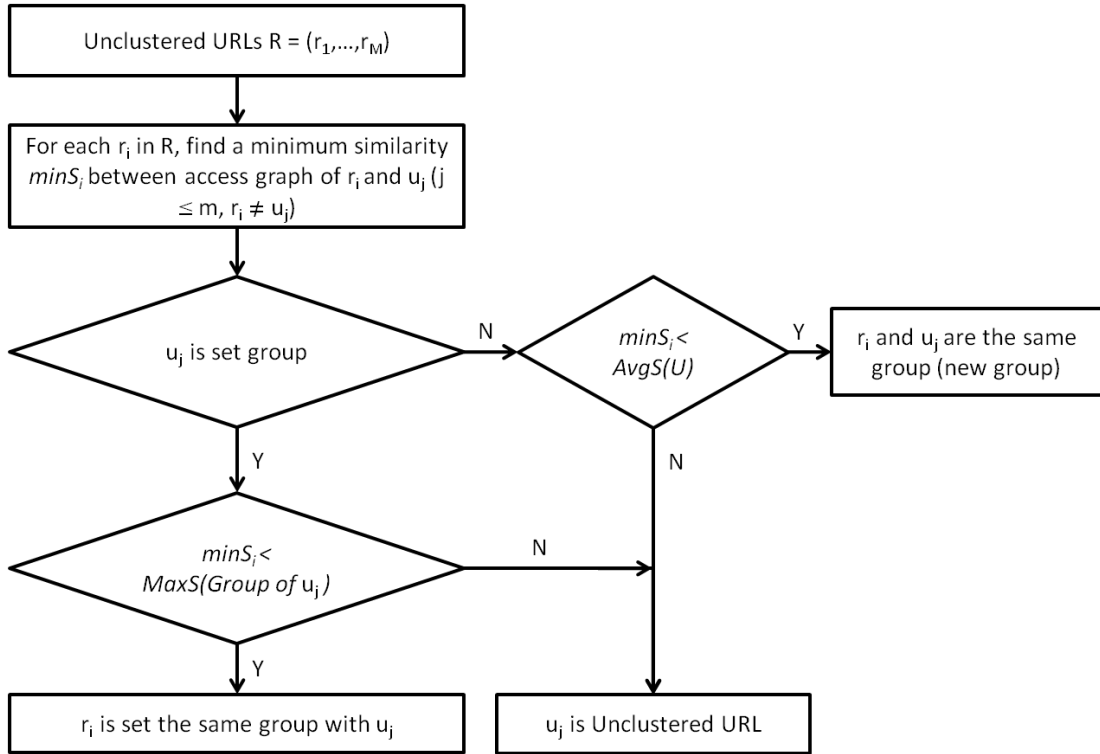 Unclustered URLs R = (r₁,...,r_M)
For each rᵢ in R, find a minimum similarity
minSᵢ between access graph of rᵢ and uⱼ (j
≤ m, rᵢ ≠ uⱼ)
uⱼ is set group
N
minSᵢ<
AvgS(U)
Y
rᵢ and uⱼ are the same
group (new group)
Y
N
minSᵢ<
MaxS(Group of uⱼ)
N
Y
rᵢ is set the same group with uⱼ
uⱼ is Unclustered URL